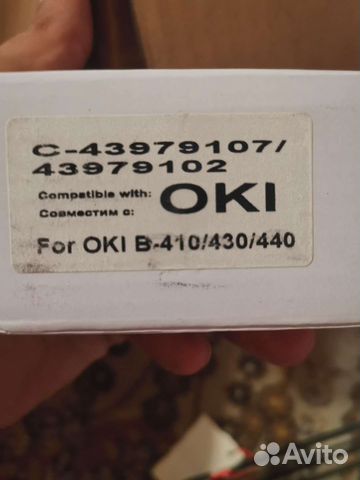 C-43979107/
43979102
Compatible with: OKI
Совместим с:
For OKI B-410/430/440
Avito